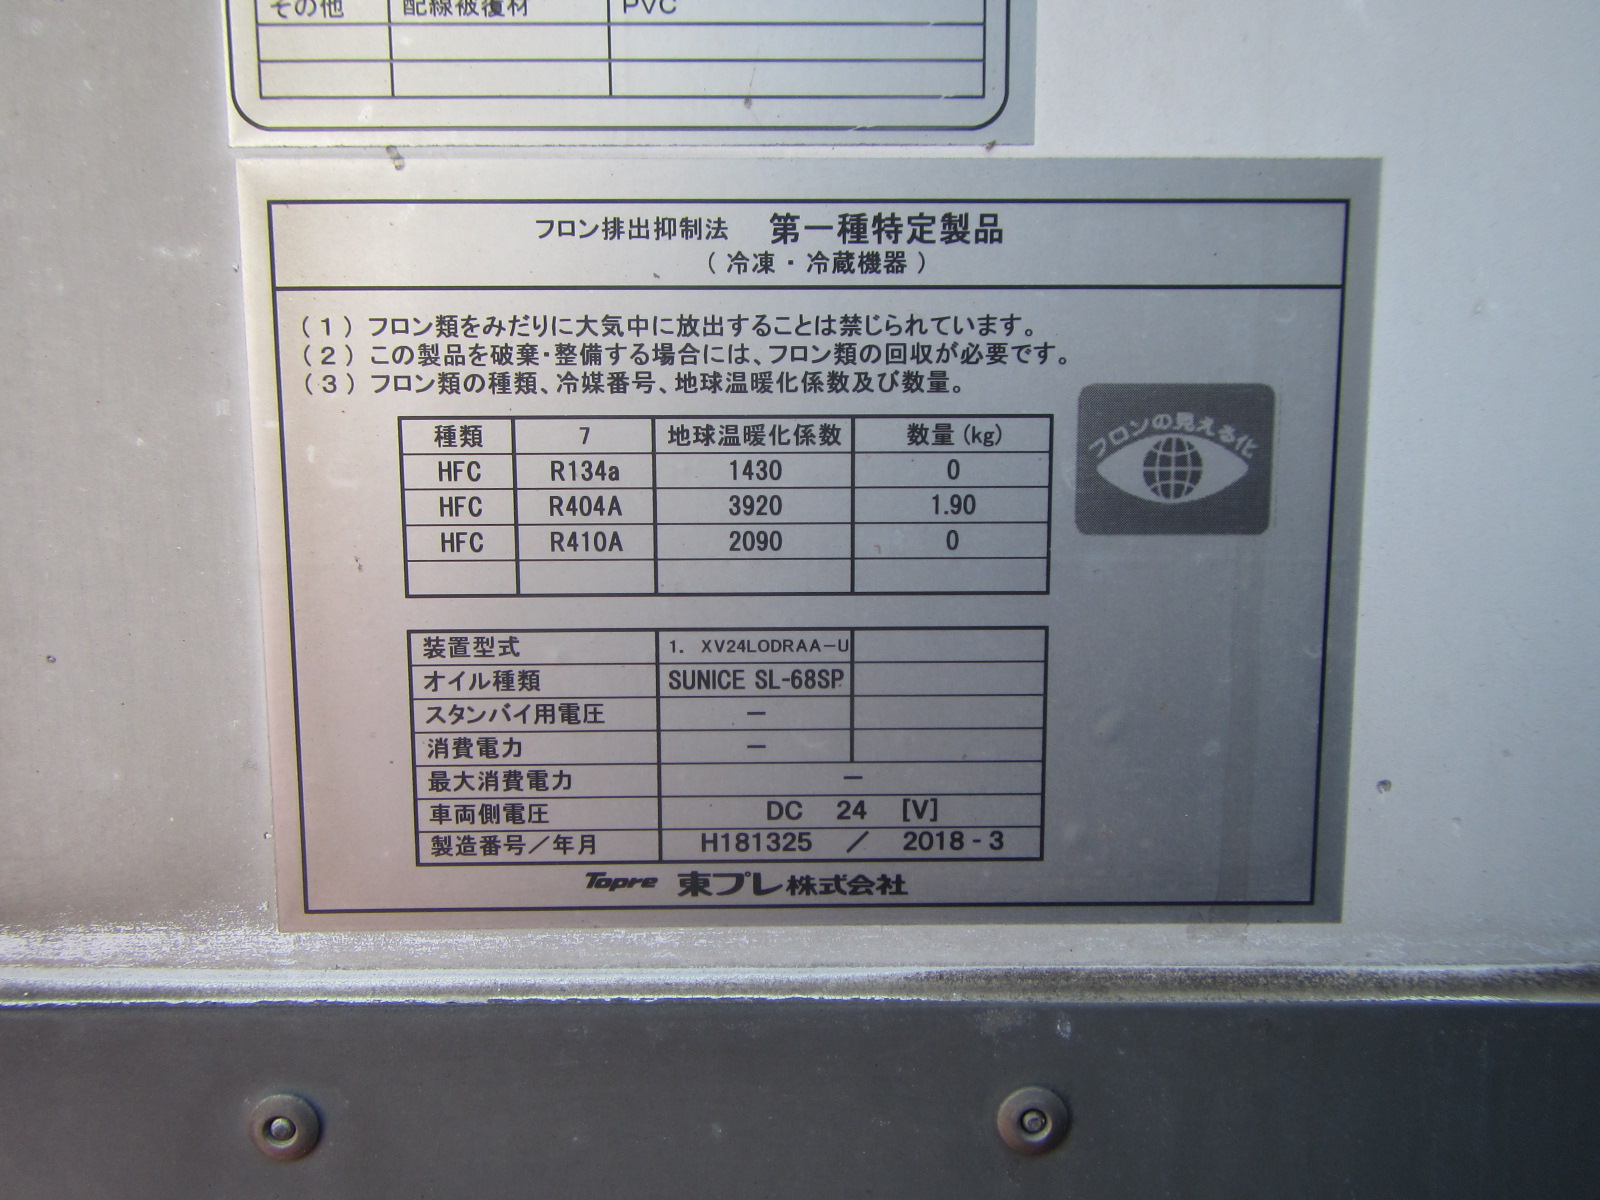 その他 配線被覆材 PVC
フロン排出抑制法 第一種特定製品
(冷凍・冷蔵機器)
(1)フロン類をみだりに大気中に放出することは禁じられています。
(2)この製品を破棄・整備する場合には、フロン類の回収が必要です。
(3)フロン類の種類、冷媒番号、地球温暖化係数及び数量。
種類 7 地球温暖化係数 数量(kg)
HFC R134a 1430 0
HFC R404A 3920 1.90
HFC R410A 2090 0
フロンの見える化
装置型式 1. XV24LODRAA-U
オイル種類 SUNICE SL-68SP
スタンバイ用電圧 -
消費電力 -
最大消費電力 -
車両側電圧 DC 24 [V]
製造番号/年月 H181325 / 2018-3
Topre 東プレ株式会社